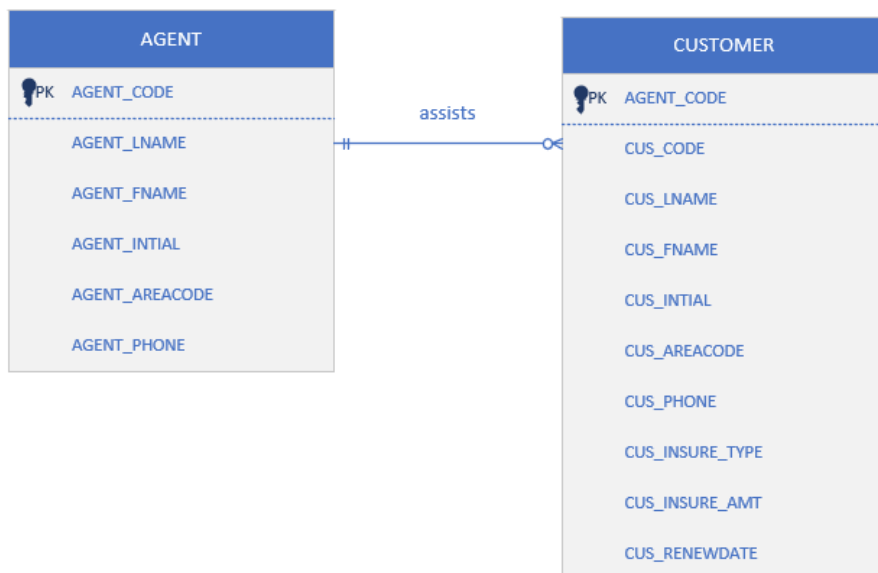 AGENT
PK AGENT_CODE
AGENT_LNAME
AGENT_FNAME
AGENT_INTIAL
AGENT_AREACODE
AGENT_PHONE
assists
CUSTOMER
PK AGENT_CODE
CUS_CODE
CUS_LNAME
CUS_FNAME
CUS_INTIAL
CUS_AREACODE
CUS_PHONE
CUS_INSURE_TYPE
CUS_INSURE_AMT
CUS_RENEWDATE